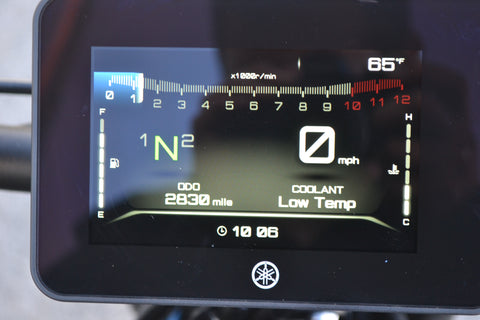 65°F
x1000r/min
0 1 2 3 4 5 6 7 8 9 10 11 12
F H
1N2
0 mph
ODO COOLANT
2830 mile Low Temp
E C
10 06